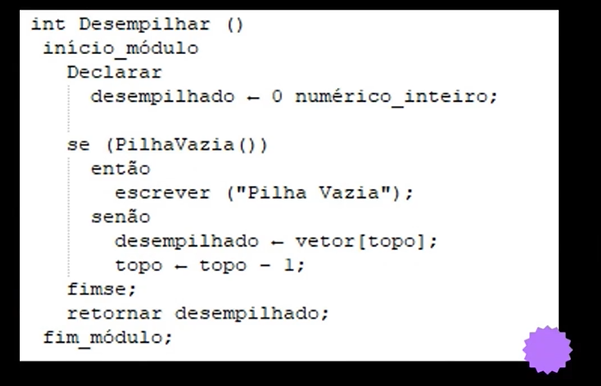 int Desempilhar ()
início_módulo
Declarar
desempilhado ← 0 numérico_inteiro;
se (PilhaVazia())
então
escrever ("Pilha Vazia");
senão
desempilhado ← vetor[topo];
topo ← topo - 1;
fimse;
retornar desempilhado;
fim_módulo;